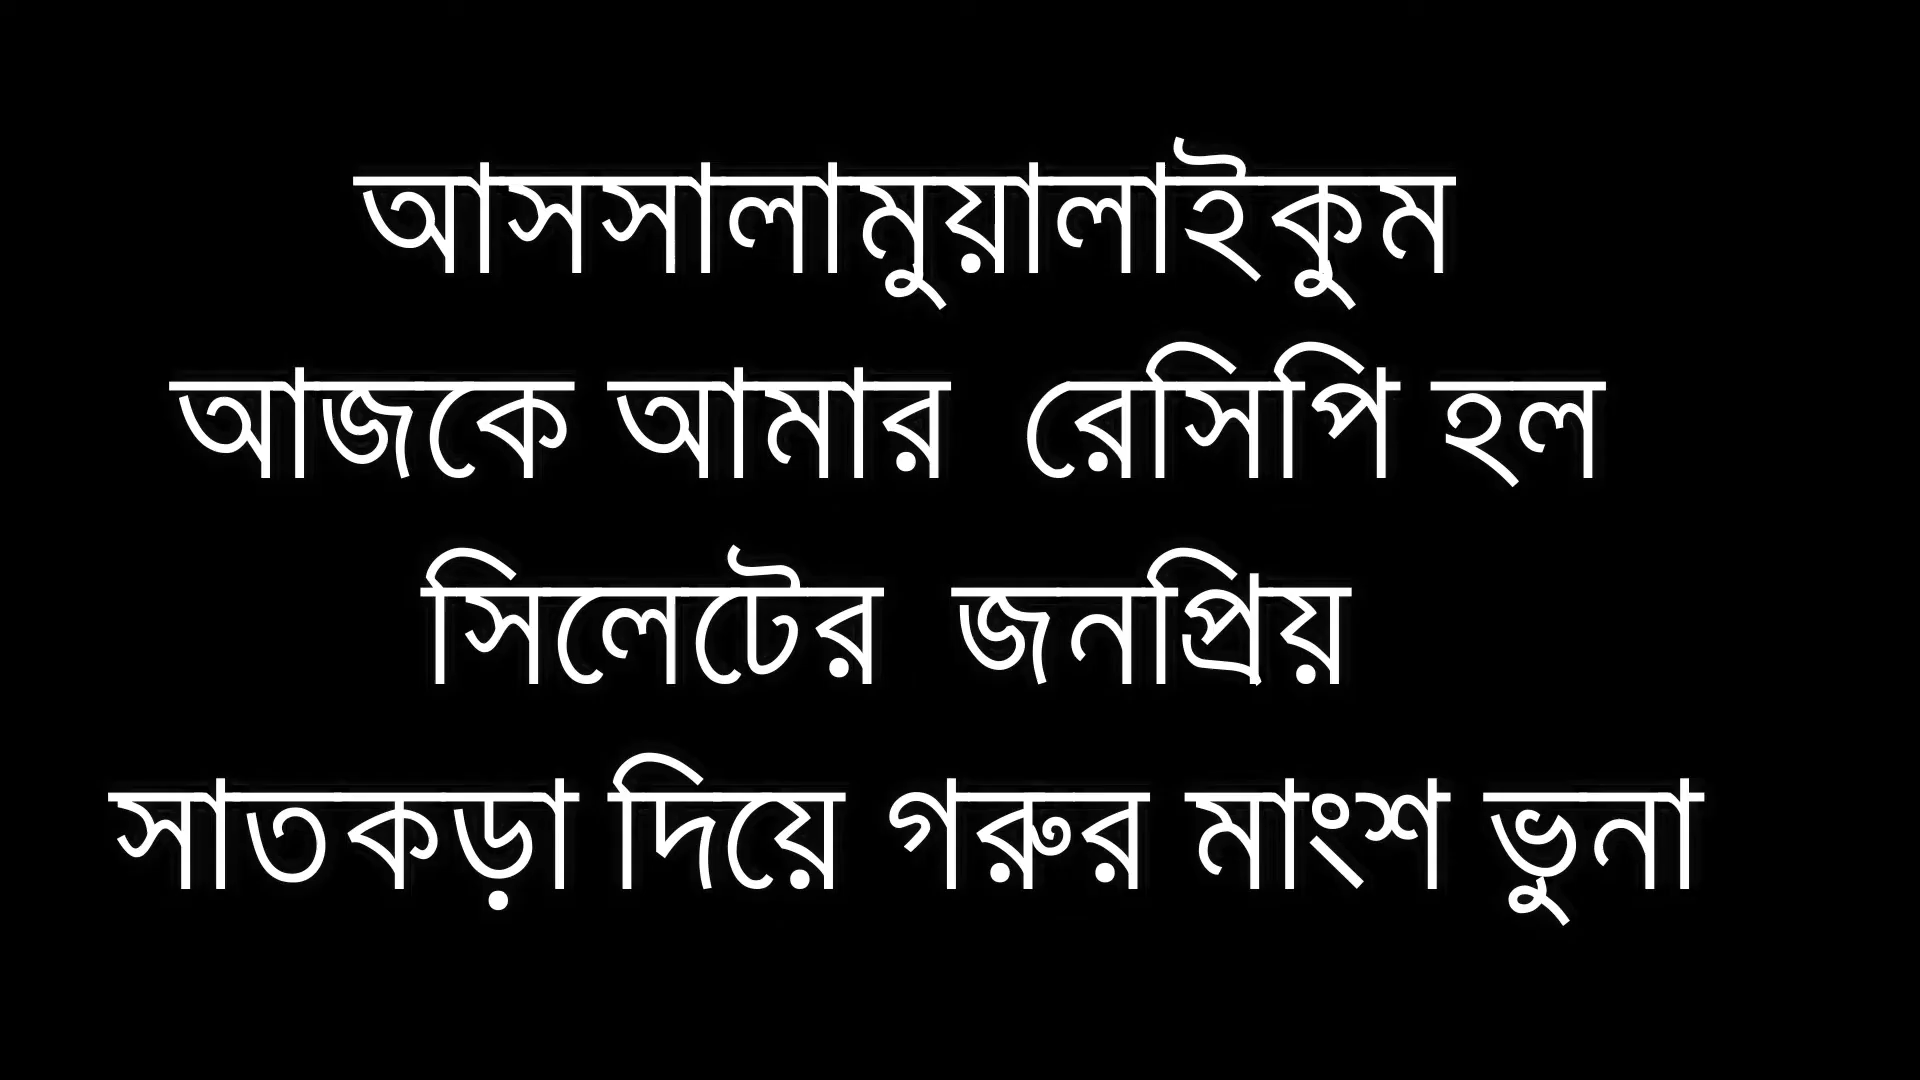 আসসালামুয়ালাইকুম
আজকে আমার রেসিপি হল
সিলেটের জনপ্রিয়
সাতকড়া দিয়ে গরুর মাংশ ভুনা